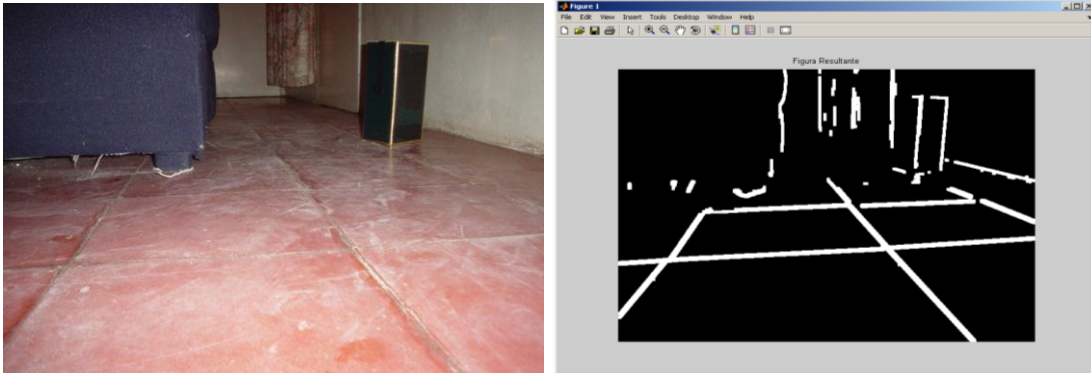 Figure 1
File Edit View Insert Tools Desktop Window Help
Figura Resultante